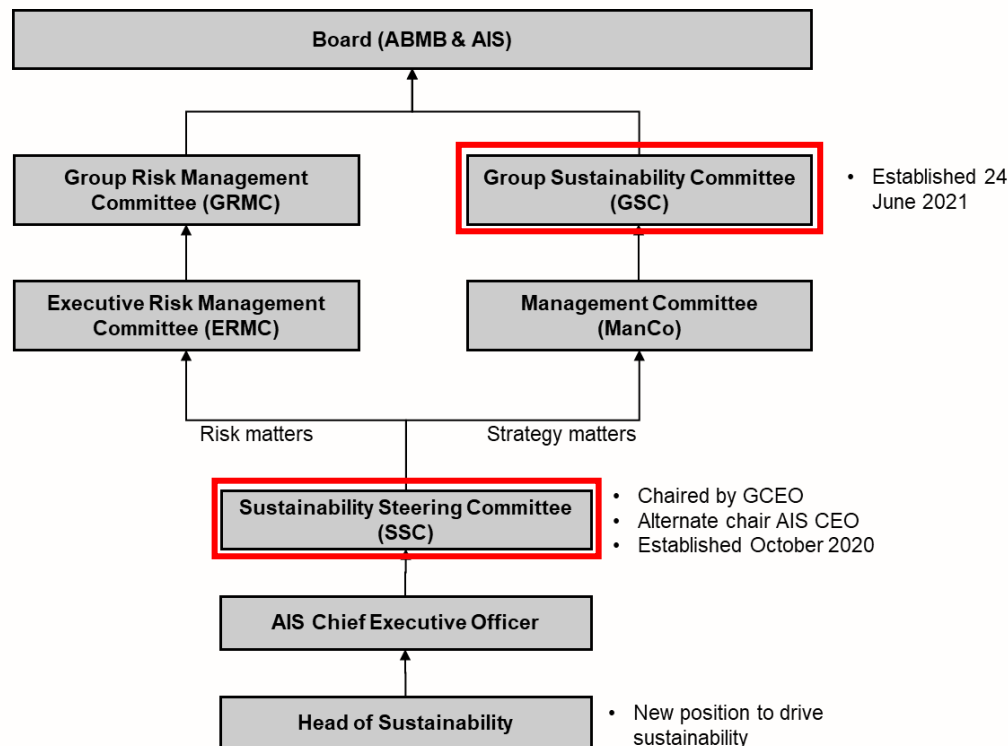 Board (ABMB & AIS)
Group Risk Management
Committee (GRMC)
Group Sustainability Committee
(GSC)
• Established 24
June 2021
Executive Risk Management
Committee (ERMC)
Management Committee
(ManCo)
Risk matters
Strategy matters
Sustainability Steering Committee
(SSC)
• Chaired by GCEO
• Alternate chair AIS CEO
• Established October 2020
AIS Chief Executive Officer
Head of Sustainability
• New position to drive
sustainability